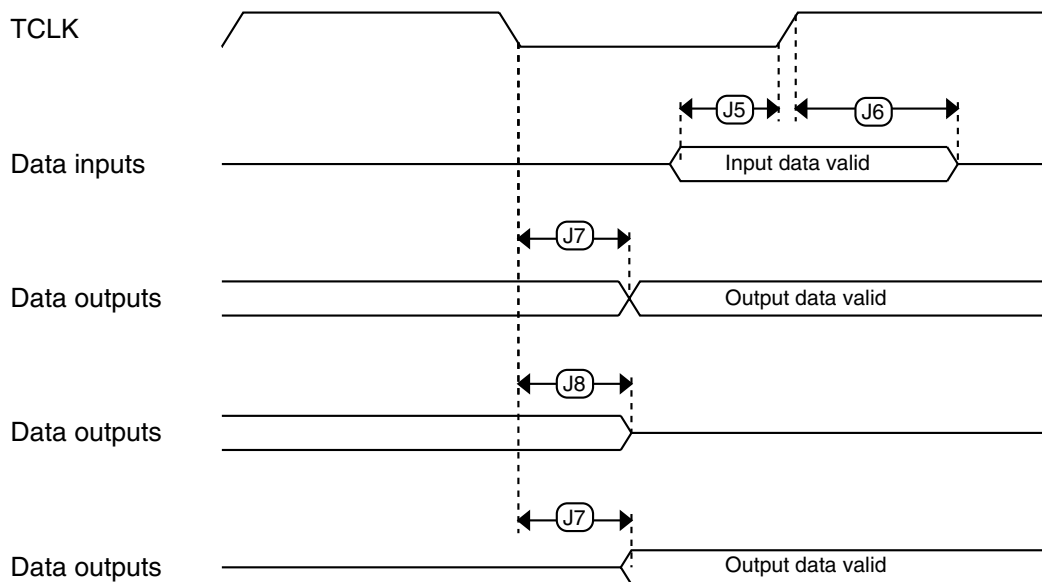 TCLK
J5
J6
Data inputs
Input data valid
J7
Data outputs
Output data valid
J8
Data outputs
J7
Data outputs
Output data valid